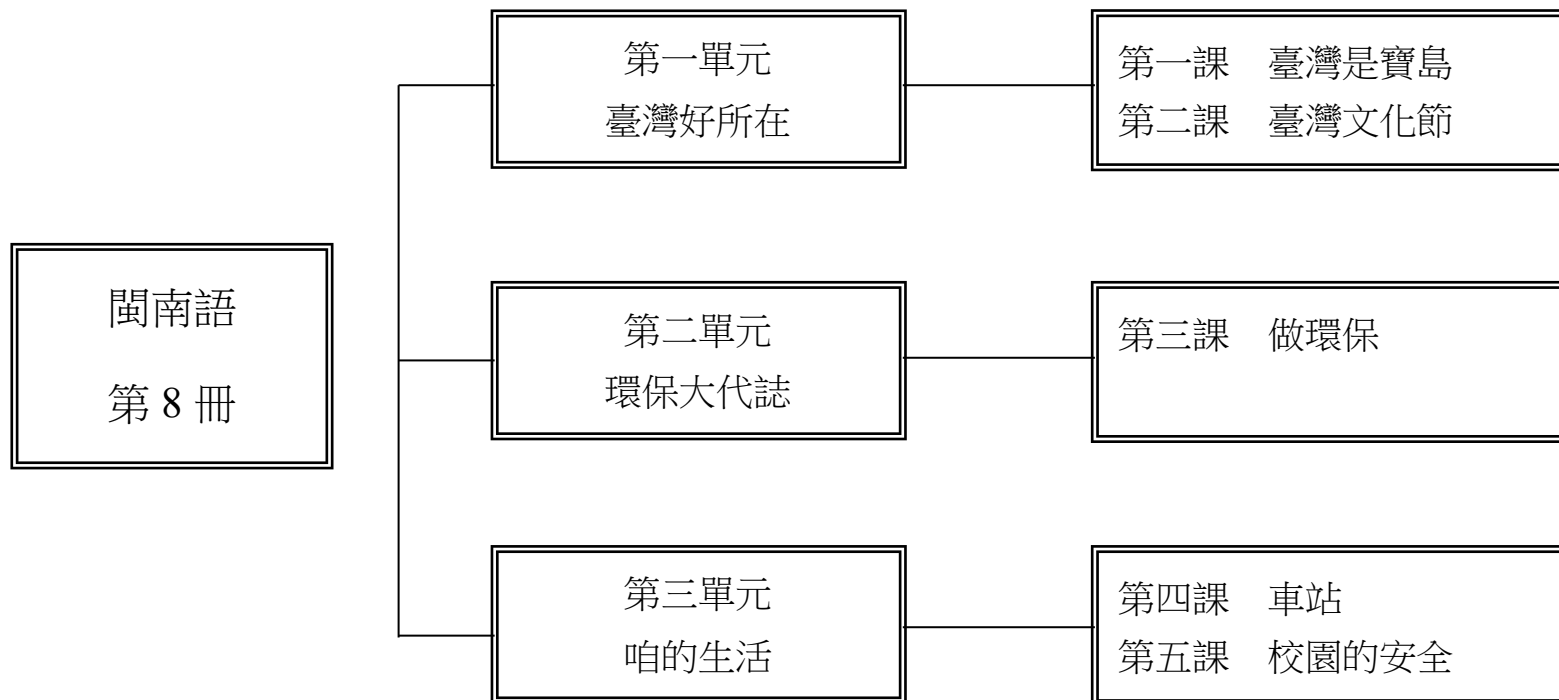 閩南語
第 8 冊
第一單元
臺灣好所在
第一課 臺灣是寶島
第二課 臺灣文化節
第二單元
環保大代誌
第三課 做環保
第三單元
咱的生活
第四課 車站
第五課 校園的安全